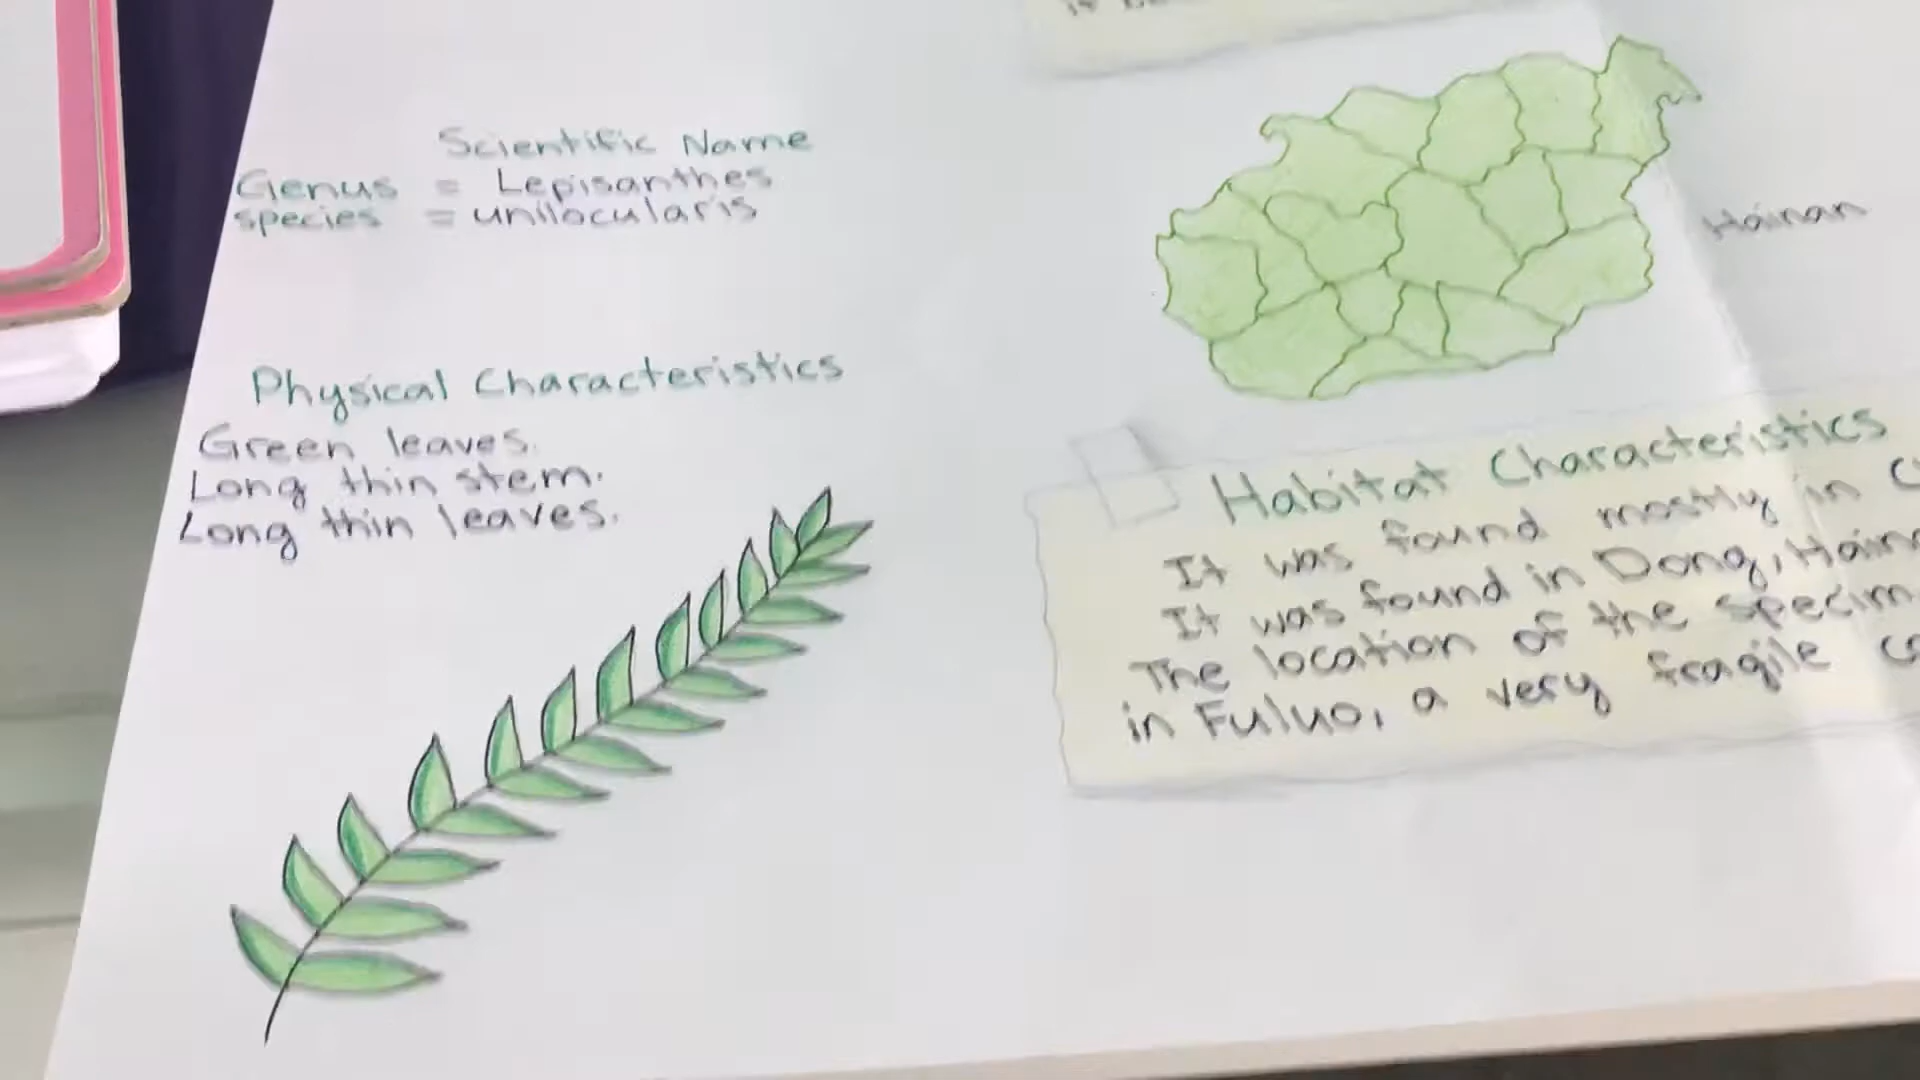 Scientific Name
Genus = Lepisanthes
species = unilocularis
Physical Characteristics
Green leaves.
Long thin stem.
Long thin leaves.
Hainan
Habitat Characteristics
It was found mostly in
It was found in Dong, Hain
The location of the specim
in Fuluo, a very fragile